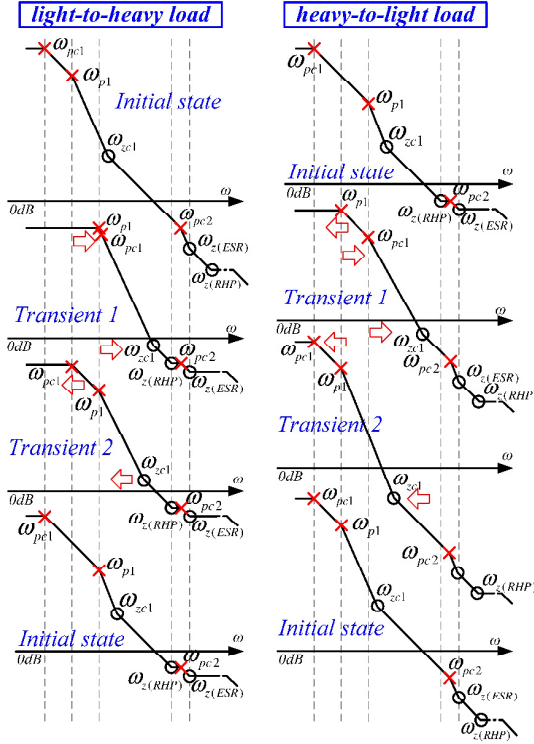 light-to-heavy load
ωpc1
ωp1
Initial state
ωzc1
ω
0dB
ωpc2
ωz(ESR)
ωz(RHP)
ωp1
ωpc1
Transient 1
0dB
ωzc1
ωpc2
ωz(RHP)
ωz(ESR)
ωpc1
ωp1
Transient 2
ωzc1
ω
0dB
ωpc2
ωz(RHP)
ωz(ESR)
ωpc1
ωp1
ωzc1
Initial state
0dB
ωpc2
ωz(RHP)
ωz(ESR)
heavy-to-light load
ωpc1
ωp1
ωzc1
Initial state
ω
0dB
ωpc2
ωz(RHP)
ωz(ESR)
ωp1
ωpc1
Transient 1
0dB
ωzc1
ωpc1
ωp1
ωpc2
ωz(ESR)
ωz(RHP)
Transient 2
0dB
ωzc1
ωpc1
ωp1
ωpc2
ωz(RHP)
ωzc1
Initial state
0dB
ωpc2
ωz(ESR)
ωz(RHP)